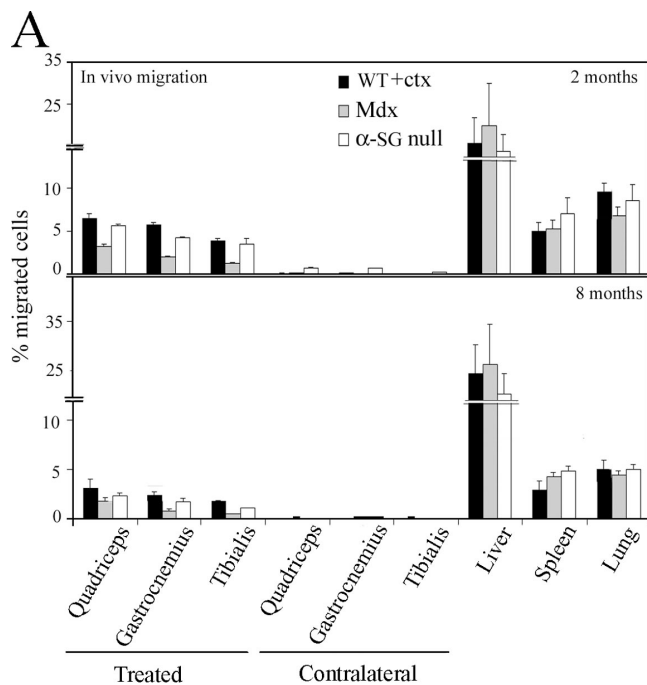 A
In vivo migration
2 months
WT+ctx
Mdx
α-SG null
35
25
10
5
0
% migrated cells
8 months
35
25
10
5
0
Quadriceps
Gastrocnemius
Tibialis
Quadriceps
Gastrocnemius
Tibialis
Liver
Spleen
Lung
Treated
Contralateral